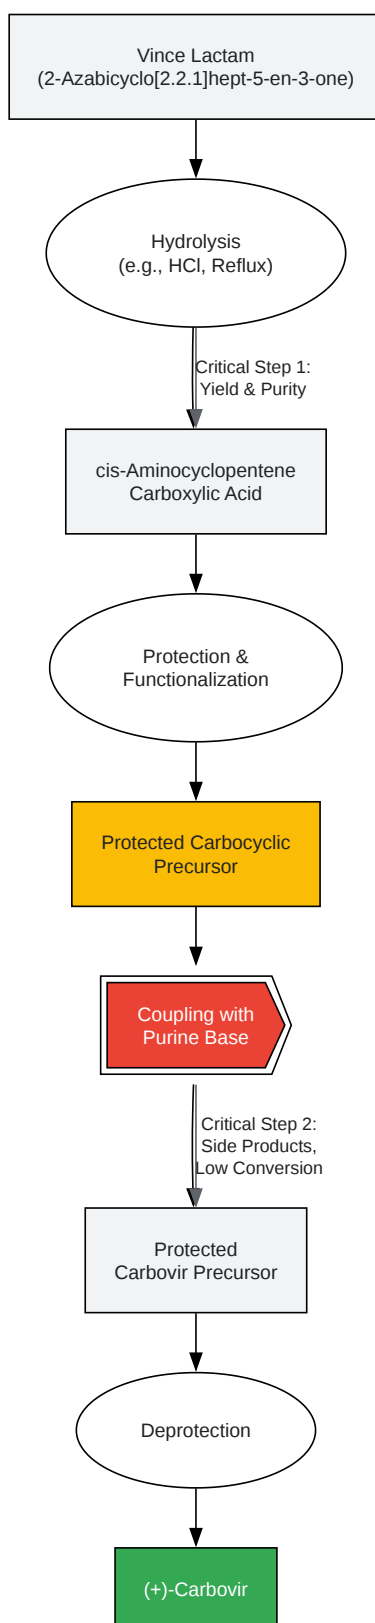 Vince Lactam
(2-Azabicyclo[2.2.1]hept-5-en-3-one)
Hydrolysis
(e.g., HCl, Reflux)
Critical Step 1:
Yield & Purity
cis-Aminocyclopentene
Carboxylic Acid
Protection &
Functionalization
Protected Carbocyclic
Precursor
Coupling with
Purine Base
Critical Step 2:
Side Products,
Low Conversion
Protected
Carbovir Precursor
Deprotection
(+)-Carbovir